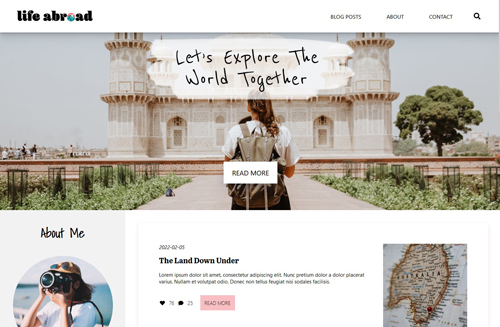 life abroad
BLOG POSTS
ABOUT
CONTACT
Let's Explore The
World Together
READ MORE
About Me
2022-02-05
The Land Down Under
Lorem ipsum dolor sit amet, consectetur adipiscing elit. Nunc pretium dolor a dolor placerat
varius. Nullam et volutpat odio. Donec non tellus feugiat nisi sodales facilisis.
76
25
READ MORE
AUSTRALIA